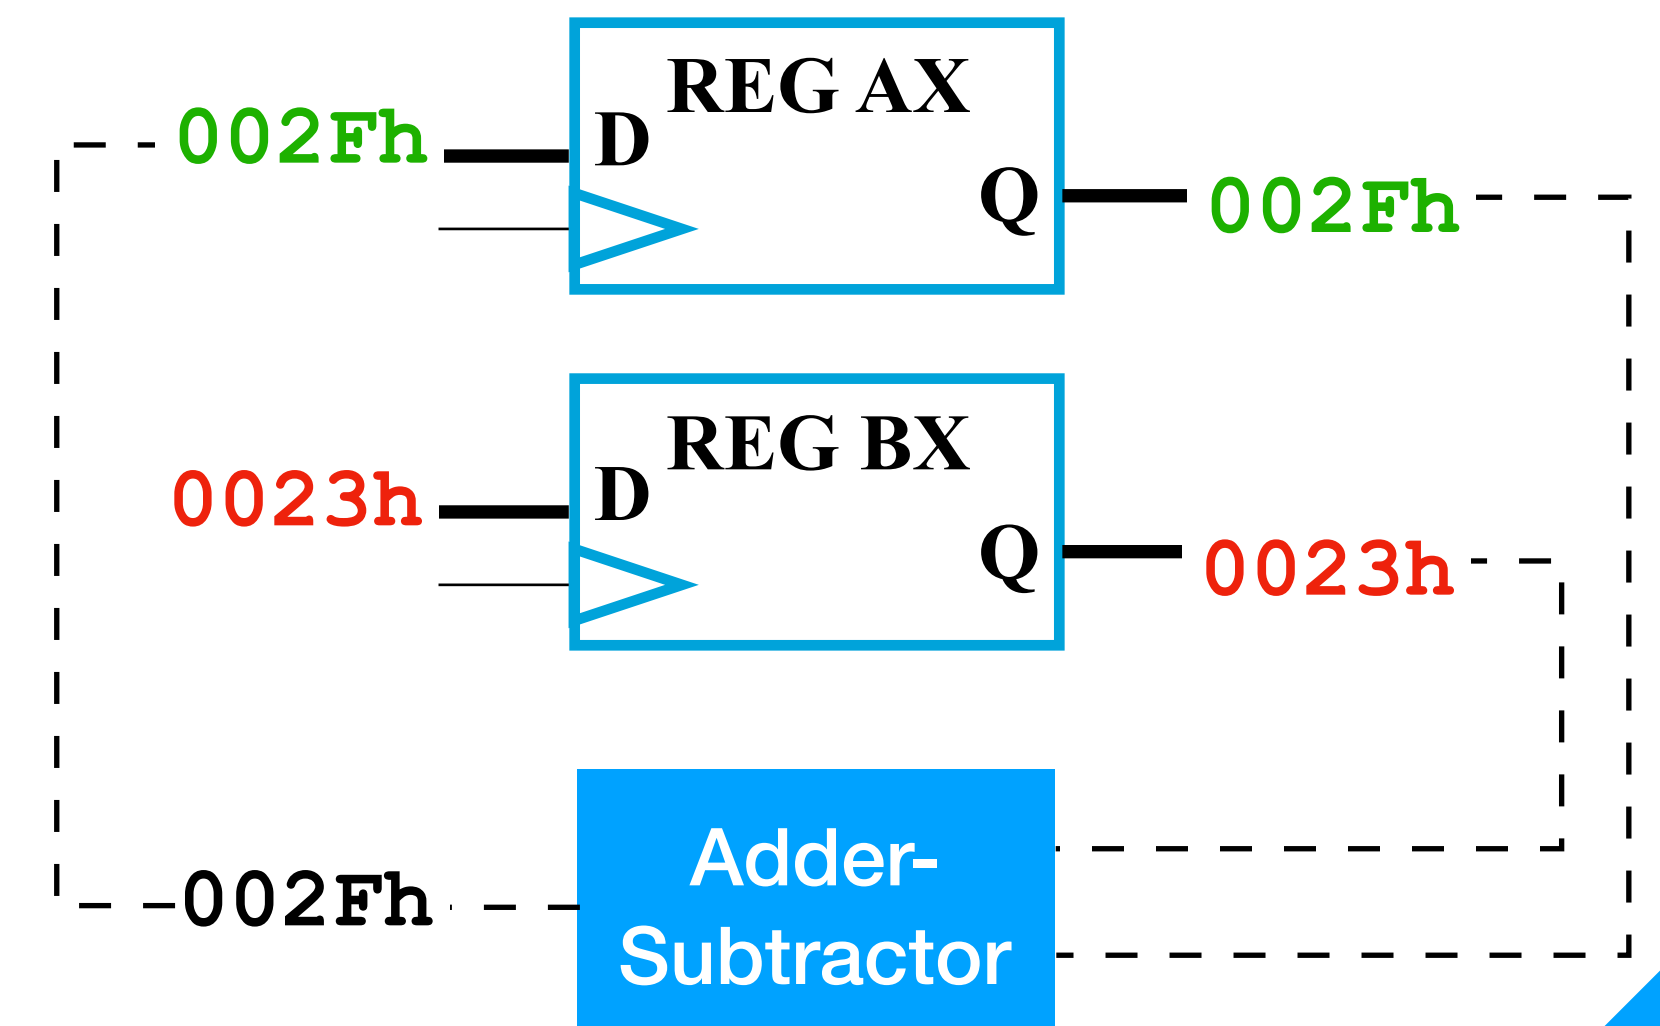 REG AX
002Fh
D
Q
002Fh
REG BX
0023h
D
Q
0023h
Adder-
Subtractor
002Fh